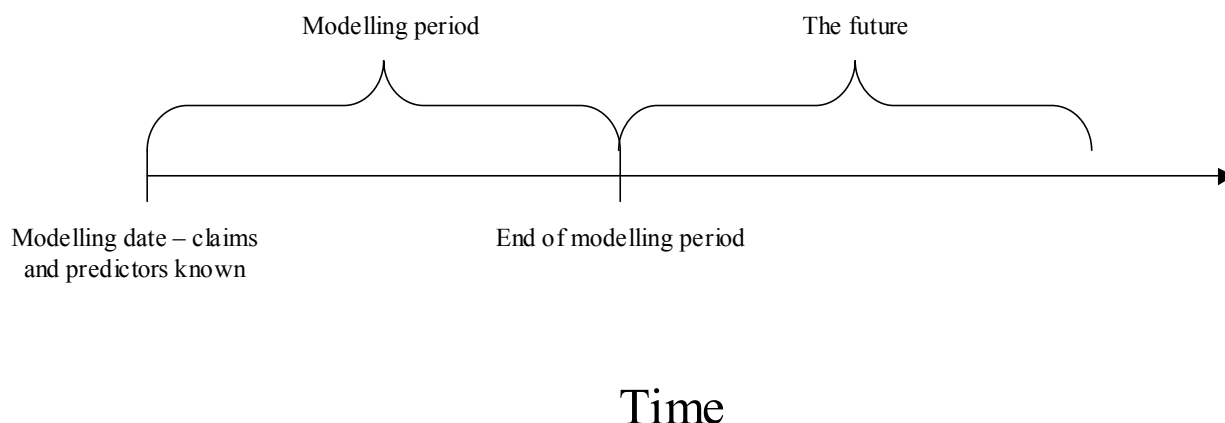 Modelling period
The future
Modelling date – claims
and predictors known
End of modelling period
Time